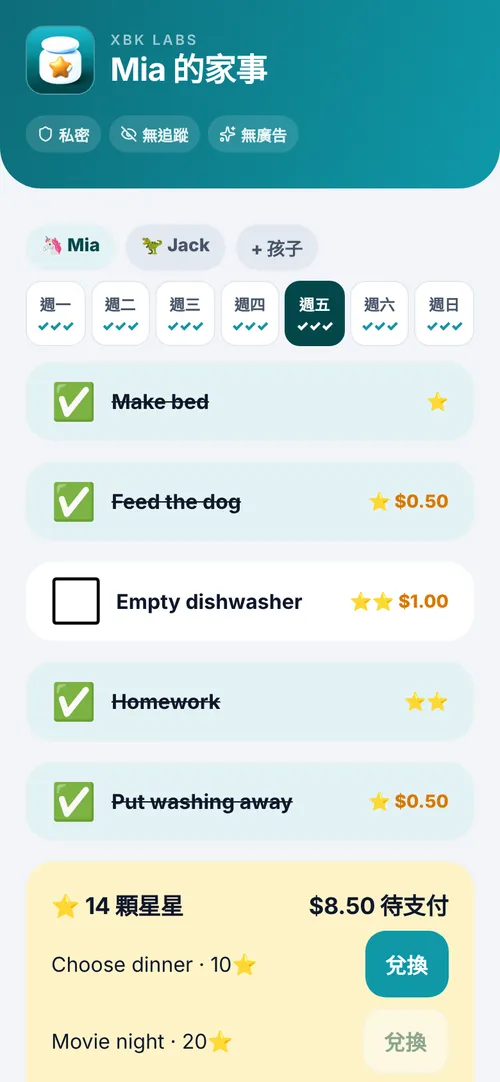 XBK LABS
Mia 的家事
私密 無追蹤 無廣告
🦄 Mia 🦖 Jack + 孩子
週一 週二 週三 週四 週五 週六 週日
✓✓✓ ✓✓✓ ✓✓✓ ✓✓✓ ✓✓✓ ✓✓✓ ✓✓✓
✅ Make bed ⭐
✅ Feed the dog ⭐ $0.50
Empty dishwasher ⭐⭐ $1.00
✅ Homework ⭐⭐
✅ Put washing away ⭐ $0.50
⭐ 14 顆星星 $8.50 待支付
Choose dinner · 10⭐ 兌換
Movie night · 20⭐ 兌換